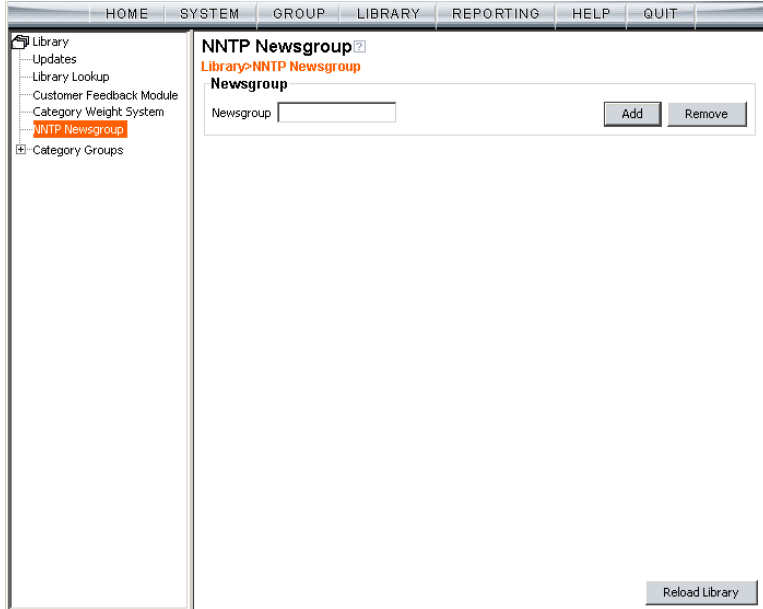 HOME SYSTEM GROUP LIBRARY REPORTING HELP QUIT
Library
Updates
Library Lookup
Customer Feedback Module
Category Weight System
NNTP Newsgroup
Category Groups
NNTP Newsgroup ?
Library>NNTP Newsgroup
Newsgroup
Newsgroup Add Remove
Reload Library